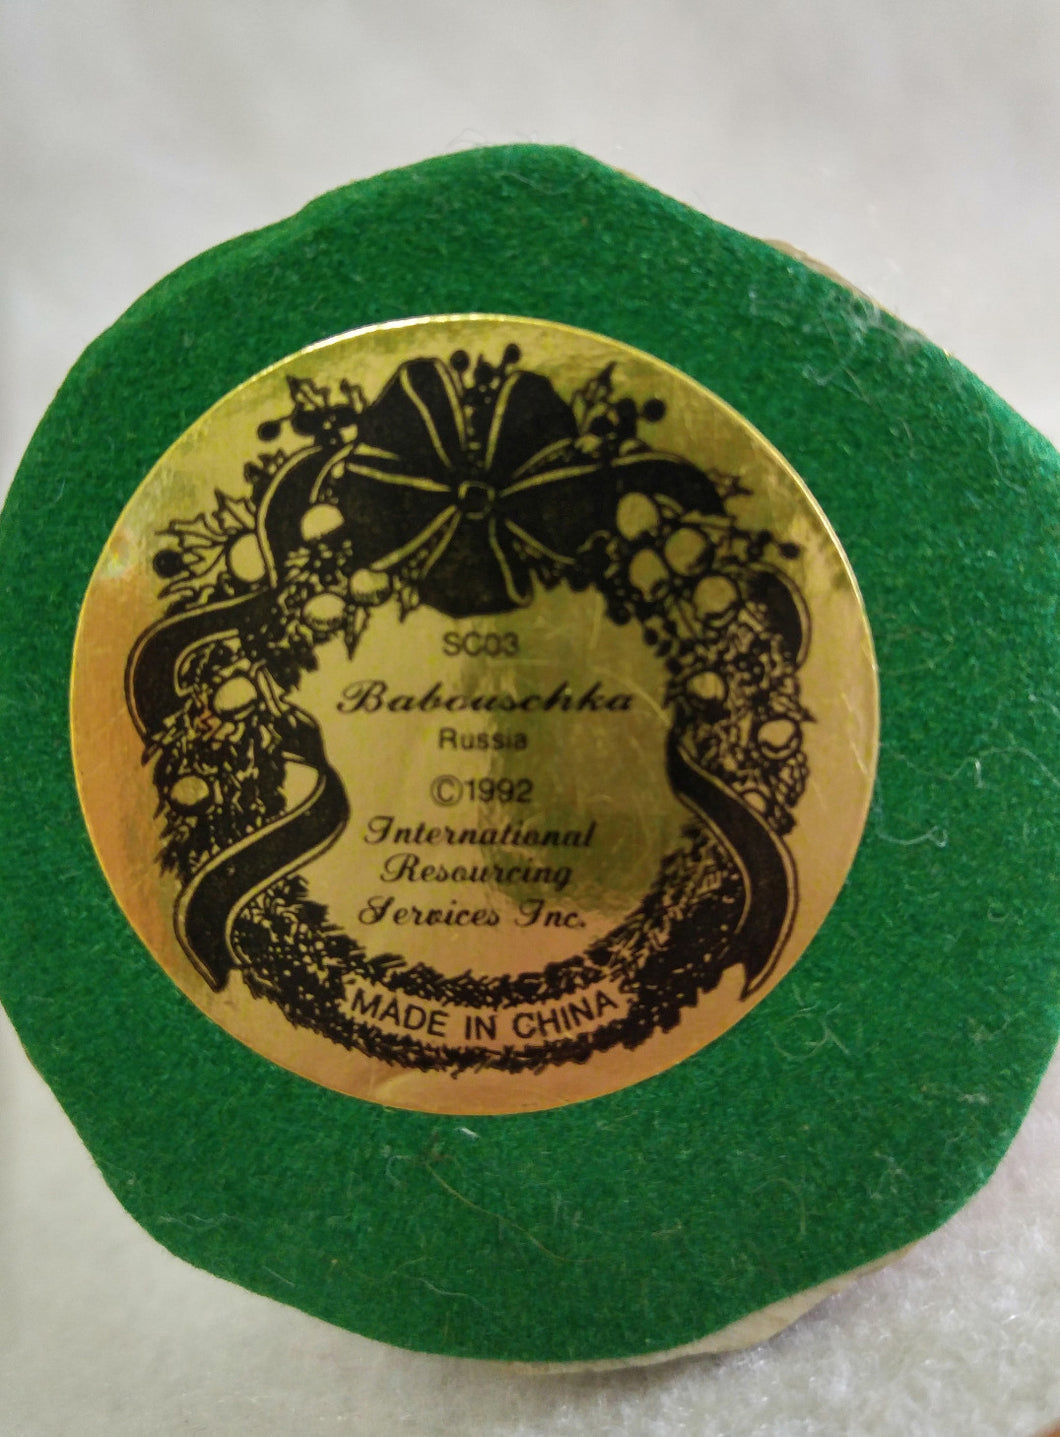 SC03
Babouschka
Russia
©1992
International
Resourcing
Services Inc.
MADE IN CHINA